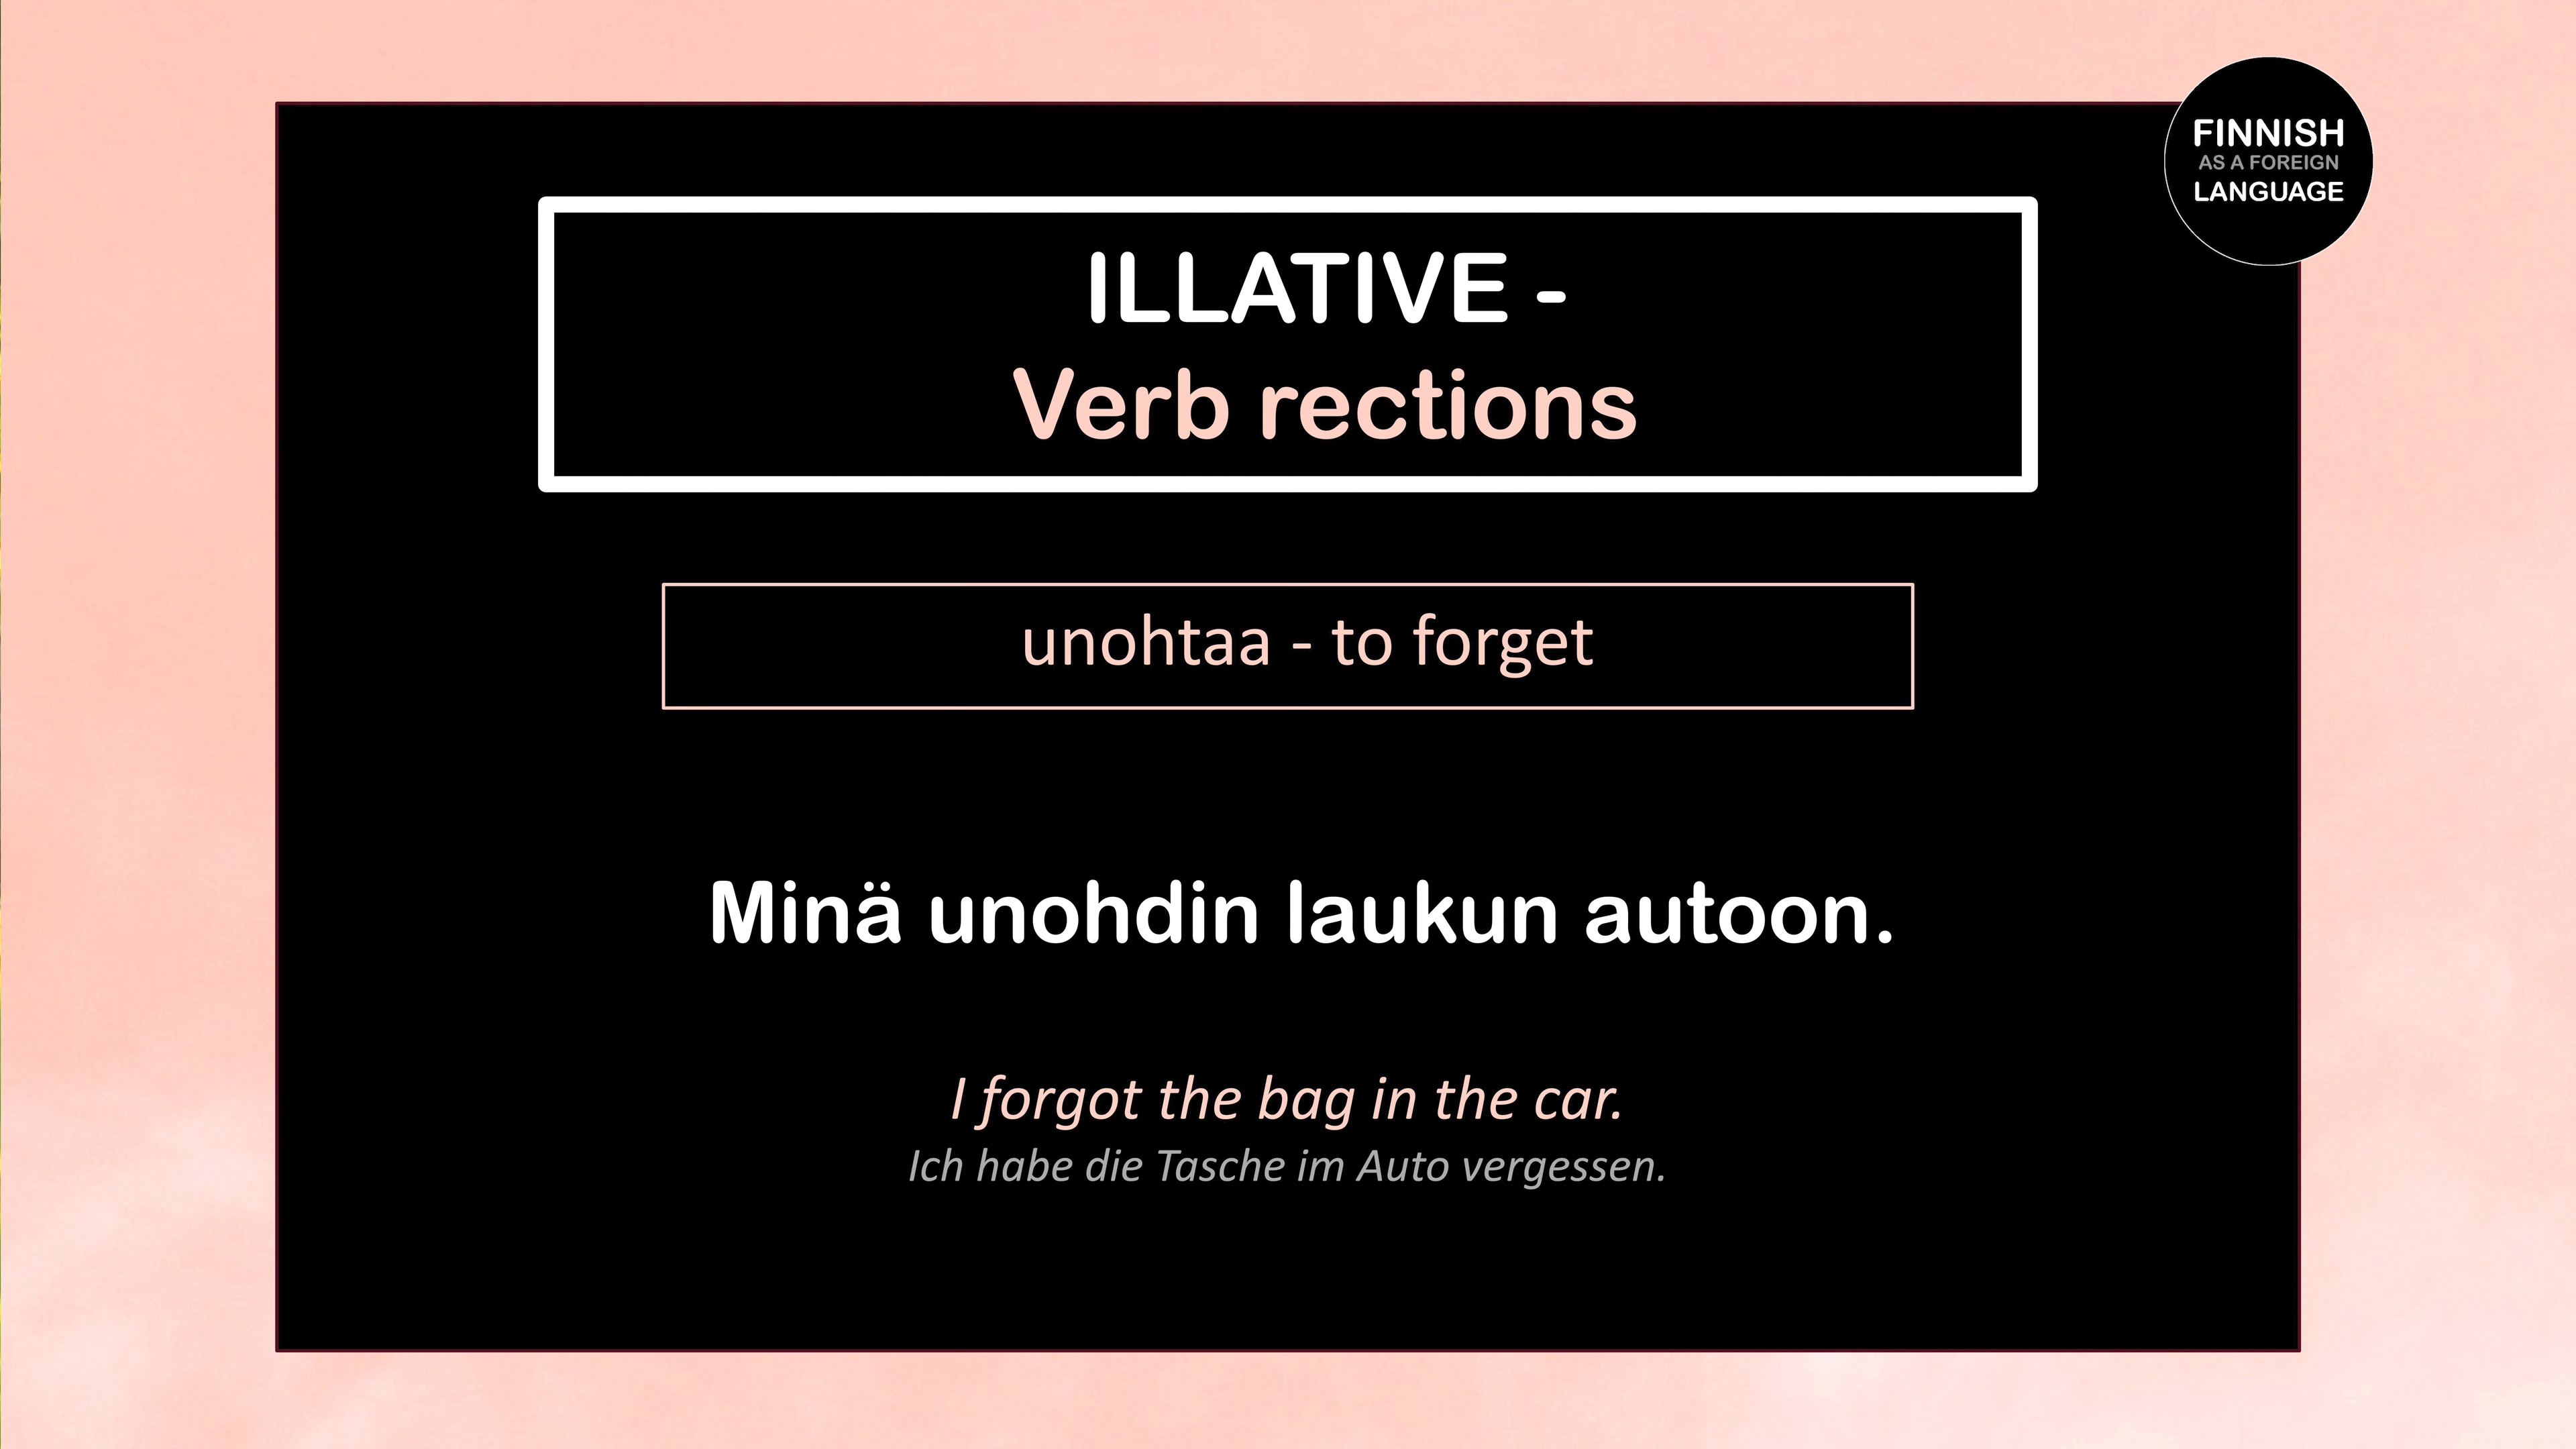 FINNISH
AS A FOREIGN
LANGUAGE
ILLATIVE -
Verb rections
unohtaa - to forget
Minä unohdin laukun autoon.
I forgot the bag in the car.
Ich habe die Tasche im Auto vergessen.